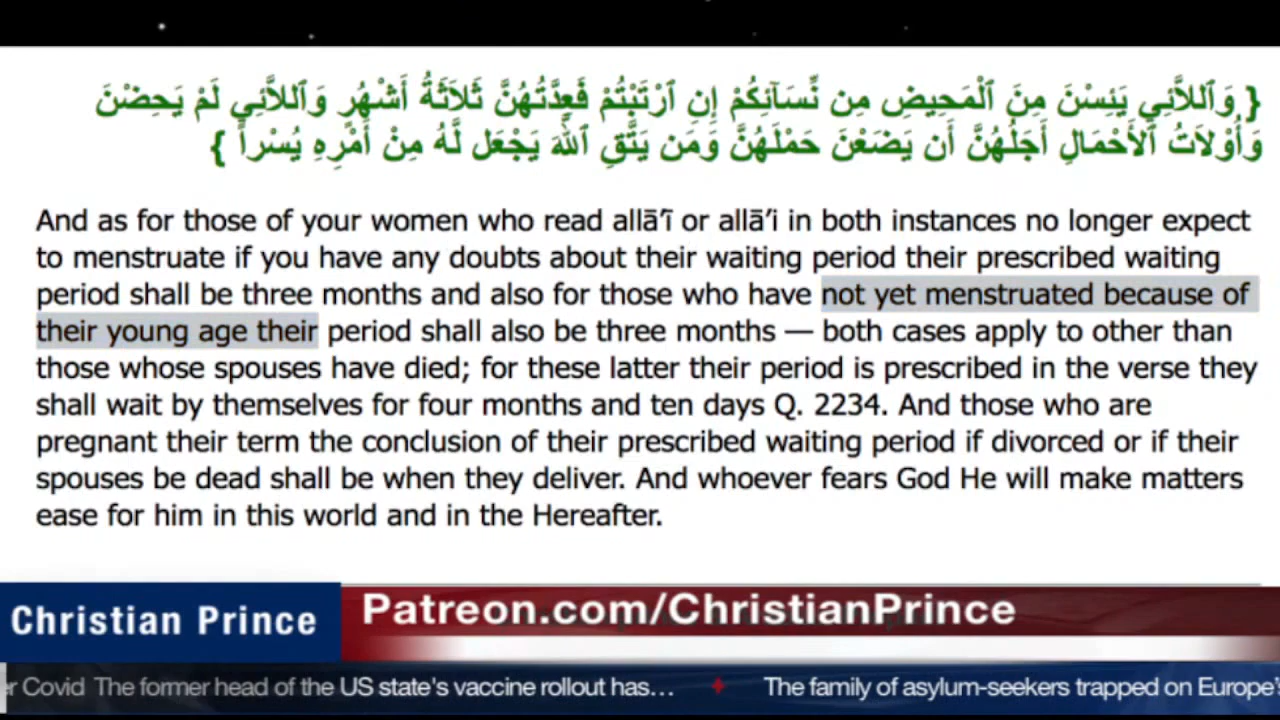 { وَٱللاَّئِي يَئِسْنَ مِنَ ٱلْمَحِيضِ مِن نِّسَآئِكُمْ إِنِ ٱرْتَبْتُمْ فَعِدَّتُهُنَّ ثَلاَثَةُ أَشْهُرٍ وَٱللاَّئِي لَمْ يَحِضْنَ
وَأُوْلاَتُ ٱلأَحْمَالِ أَجَلُهُنَّ أَن يَضَعْنَ حَمْلَهُنَّ وَمَن يَتَّقِ ٱللَّهَ يَجْعَل لَّهُ مِنْ أَمْرِهِ يُسْراً }
And as for those of your women who read allā’ī or allā’i in both instances no longer expect
to menstruate if you have any doubts about their waiting period their prescribed waiting
period shall be three months and also for those who have not yet menstruated because of
their young age their period shall also be three months — both cases apply to other than
those whose spouses have died; for these latter their period is prescribed in the verse they
shall wait by themselves for four months and ten days Q. 2234. And those who are
pregnant their term the conclusion of their prescribed waiting period if divorced or if their
spouses be dead shall be when they deliver. And whoever fears God He will make matters
ease for him in this world and in the Hereafter.
Christian Prince
Patreon.com/ChristianPrince
r Covid The former head of the US state's vaccine rollout has... The family of asylum-seekers trapped on Europe's